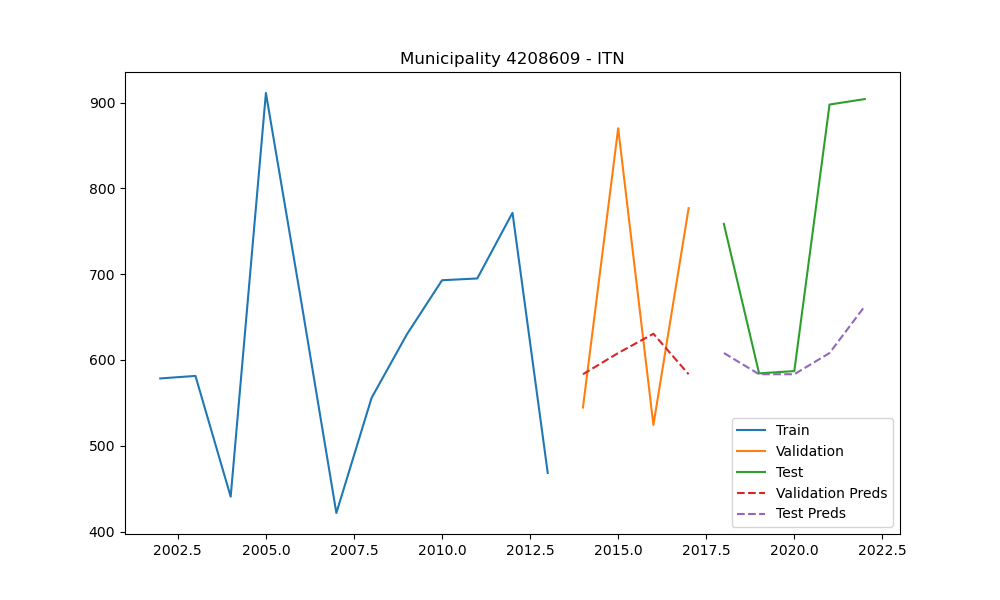 Municipality 4208609 - ITN
900
800
700
600
500
400
2002.5 2005.0 2007.5 2010.0 2012.5 2015.0 2017.5 2020.0 2022.5
Train
Validation
Test
Validation Preds
Test Preds